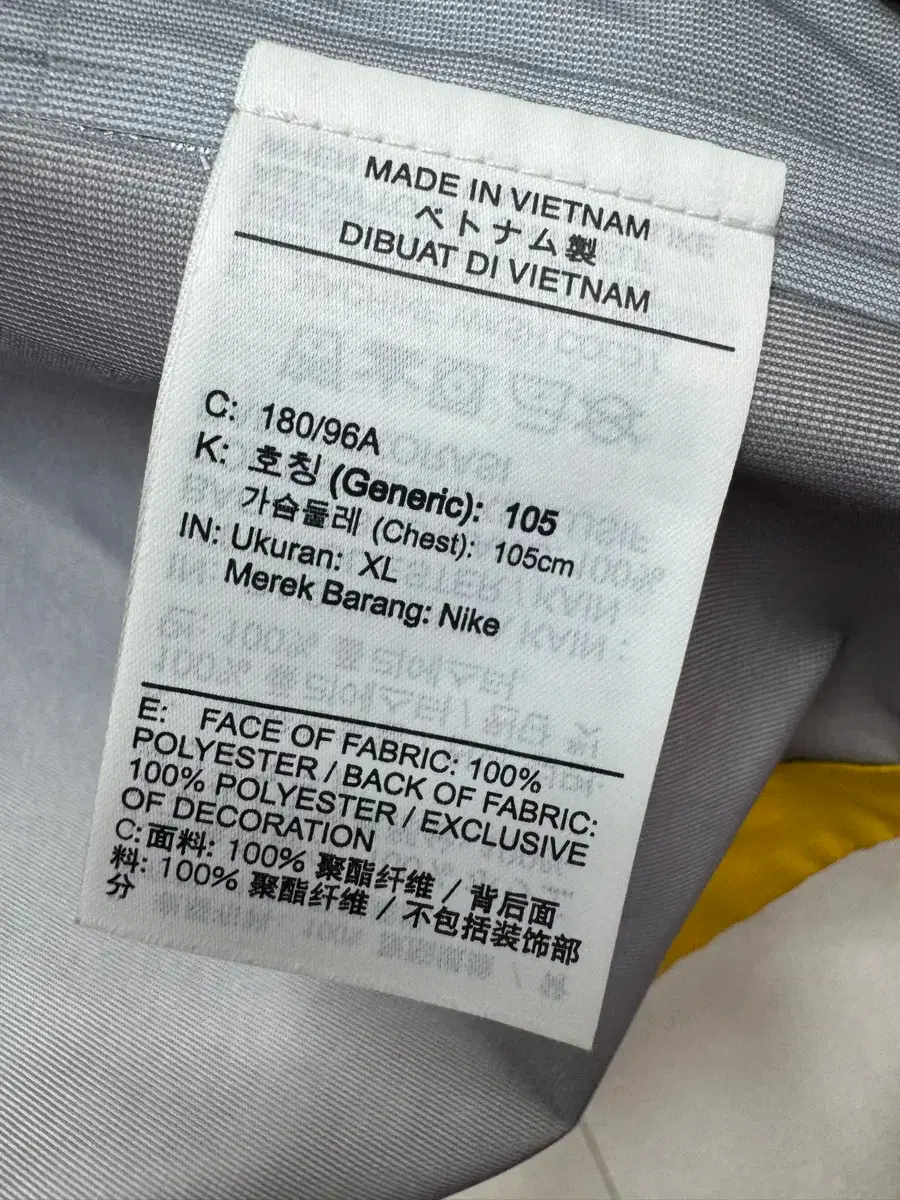 MADE IN VIETNAM
ベトナム製
DIBUAT DI VIETNAM
C: 180/96A
K: 호칭 (Generic): 105
가슴둘레 (Chest): 105cm
IN: Ukuran: XL
Merek Barang: Nike
E: FACE OF FABRIC: 100%
POLYESTER / BACK OF FABRIC:
100% POLYESTER / EXCLUSIVE
OF DECORATION
C: 面料: 100% 聚酯纤维 / 背后面
料: 100% 聚酯纤维 / 不包括装饰部
分